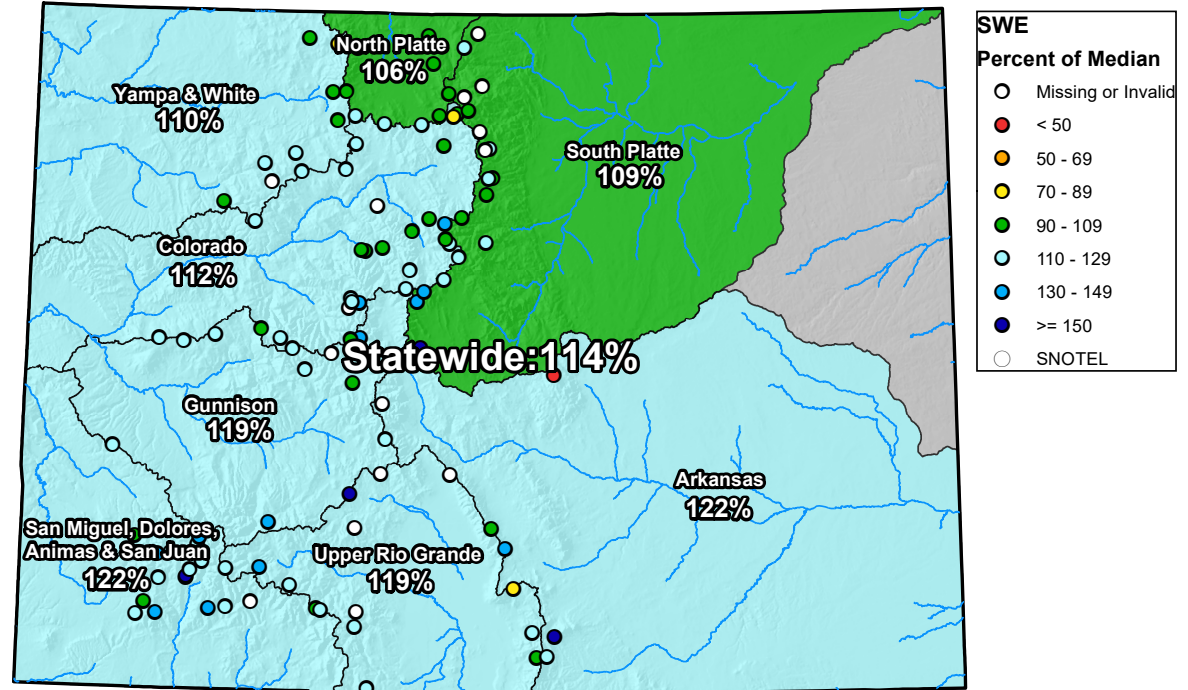 North Platte
106%
Yampa & White
110%
South Platte
109%
Colorado
112%
Statewide:114%
Gunnison
119%
Arkansas
122%
San Miguel, Dolores,
Animas & San Juan
122%
Upper Rio Grande
119%
SWE
Percent of Median
Missing or Invalid
< 50
50 - 69
70 - 89
90 - 109
110 - 129
130 - 149
>= 150
SNOTEL